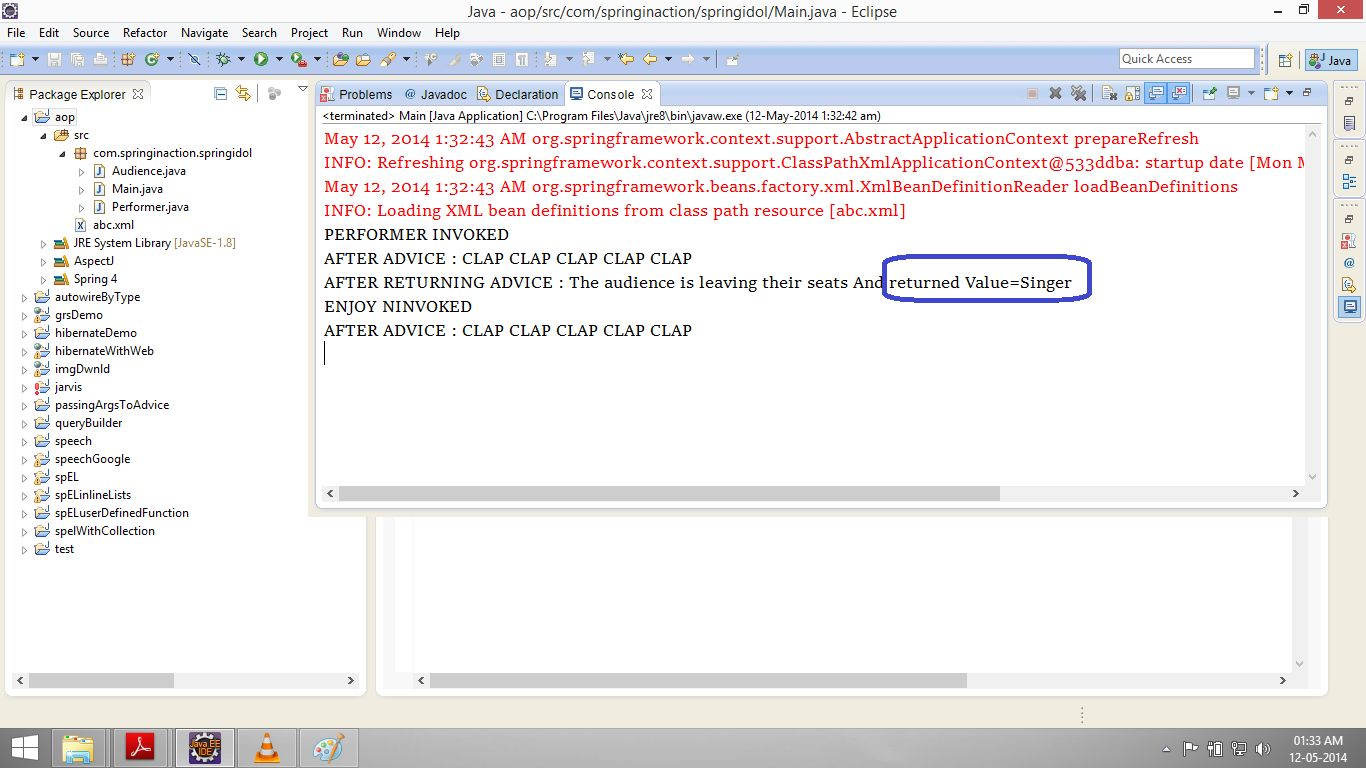 Java - aop/src/com/springinaction/springidol/Main.java - Eclipse
File Edit Source Refactor Navigate Search Project Run Window Help
Quick Access
Java
Package Explorer
aop
src
com.springinaction.springidol
Audience.java
Main.java
Performer.java
abc.xml
JRE System Library [JavaSE-1.8]
AspectJ
Spring 4
autowireByType
grsDemo
hibernateDemo
hibernateWithWeb
imgDwnld
jarvis
passingArgsToAdvice
queryBuilder
speech
speechGoogle
spEL
spELinlineLists
spELuserDefinedFunction
spelWithCollection
test
Problems @ Javadoc Declaration Console
<terminated> Main [Java Application] C:\Program Files\Java\jre8\bin\javaw.exe (12-May-2014 1:32:42 am)
May 12, 2014 1:32:43 AM org.springframework.context.support.AbstractApplicationContext prepareRefresh
INFO: Refreshing org.springframework.context.support.ClassPathXmlApplicationContext@533ddba: startup date [Mon M
May 12, 2014 1:32:43 AM org.springframework.beans.factory.xml.XmlBeanDefinitionReader loadBeanDefinitions
INFO: Loading XML bean definitions from class path resource [abc.xml]
PERFORMER INVOKED
AFTER ADVICE : CLAP CLAP CLAP CLAP CLAP
AFTER RETURNING ADVICE : The audience is leaving their seats And returned Value=Singer
ENJOY NINVOKED
AFTER ADVICE : CLAP CLAP CLAP CLAP CLAP
Java EE
IDE
01:33 AM
12-05-2014